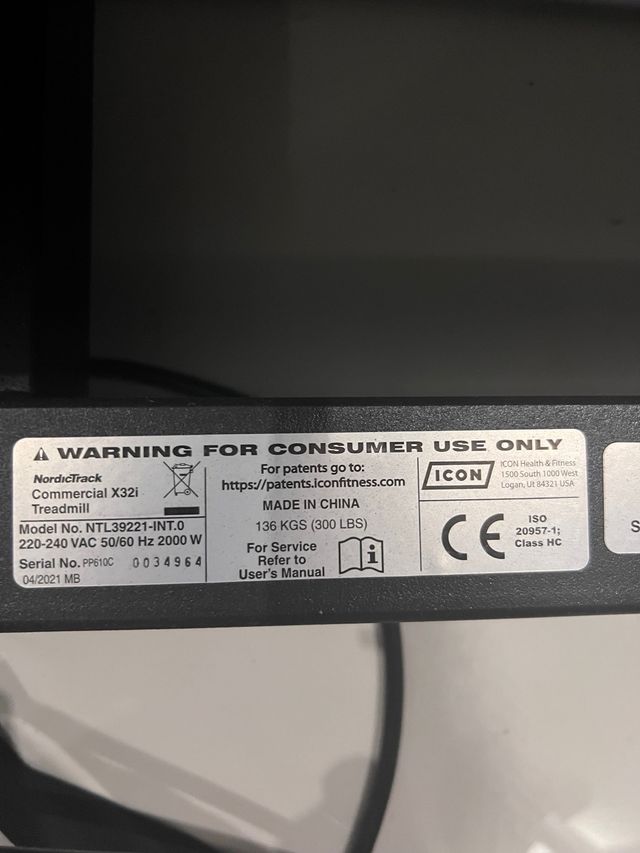 WARNING FOR CONSUMER USE ONLY
NordicTrack
Commercial X32i
Treadmill
Model No. NTL39221-INT.0
220-240 VAC 50/60 Hz 2000 W
Serial No. PP610C 0034964
04/2021 MB
For patents go to:
https://patents.iconfitness.com
MADE IN CHINA
136 KGS (300 LBS)
For Service
Refer to
User's Manual
ICON
ICON Health & Fitness
1500 South 1000 West
Logan, Ut 84321 USA
CE
ISO
20957-1;
Class HC
S